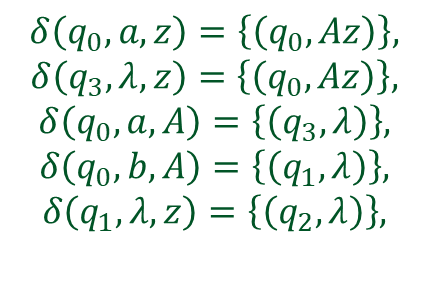 δ(q₀, a, z) = {(q₀, Az)},
δ(q₃, λ, z) = {(q₀, Az)},
δ(q₀, a, A) = {(q₃, λ)},
δ(q₀, b, A) = {(q₁, λ)},
δ(q₁, λ, z) = {(q₂, λ)},